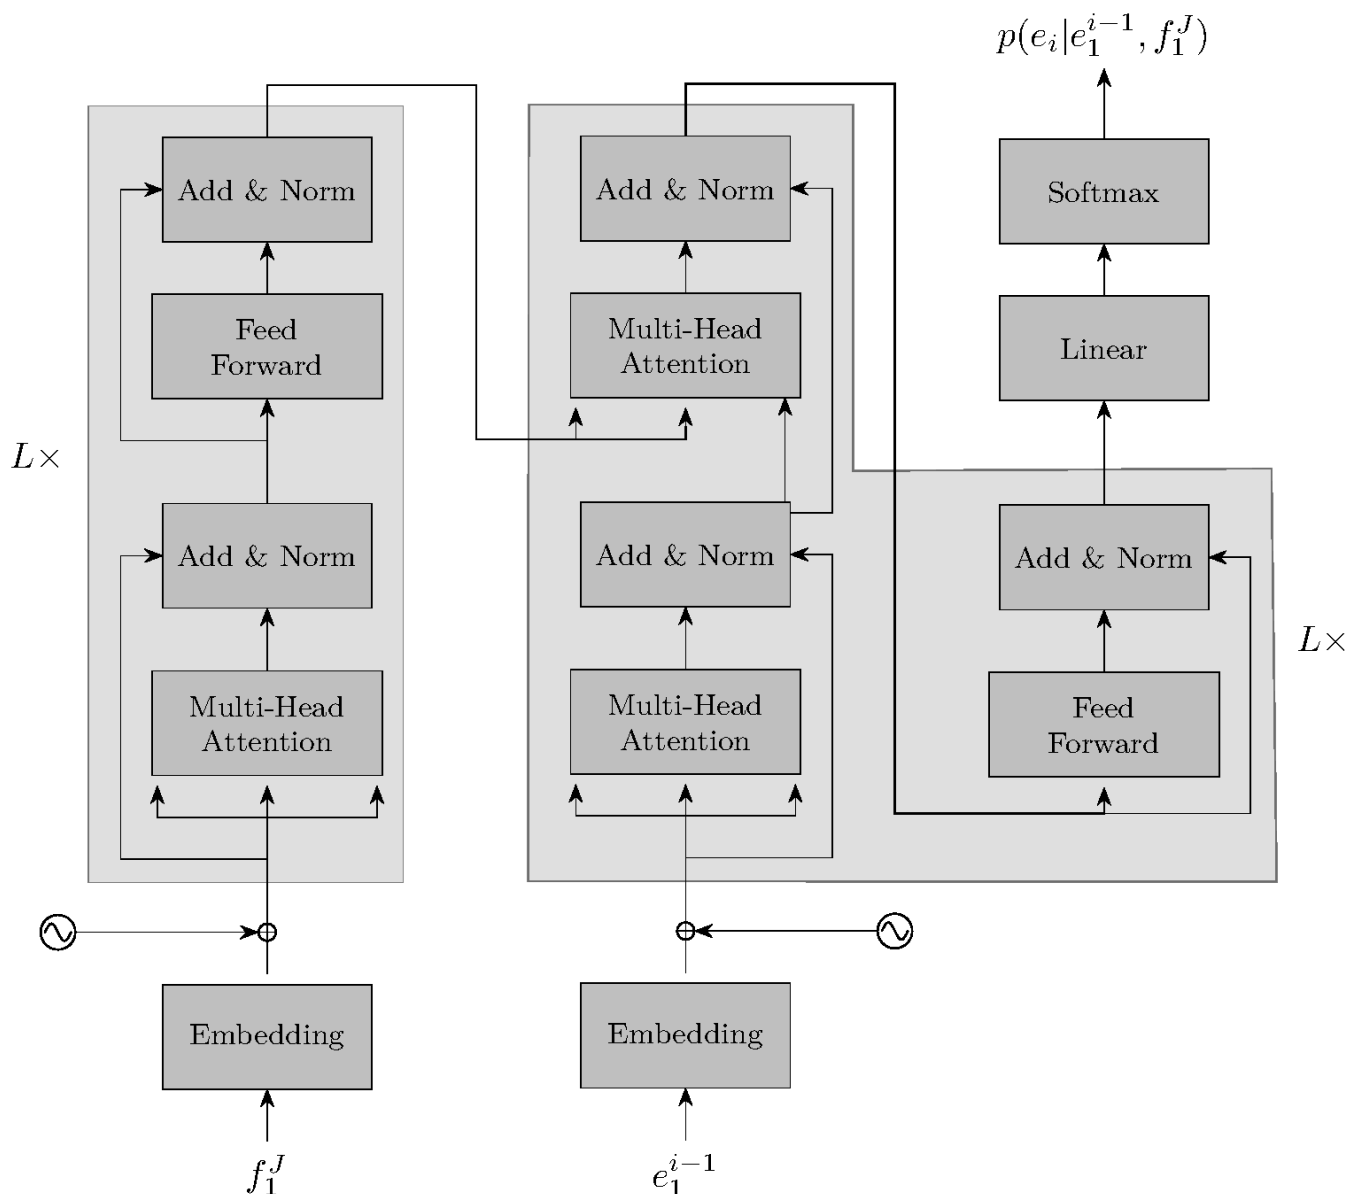 p(e_i|e_1^{i-1}, f_1^J)
Add & Norm
Feed
Forward
L×
Add & Norm
Multi-Head
Attention
Embedding
f_1^J
Add & Norm
Multi-Head
Attention
Add & Norm
Multi-Head
Attention
Embedding
e_1^{i-1}
Softmax
Linear
Add & Norm
L×
Feed
Forward